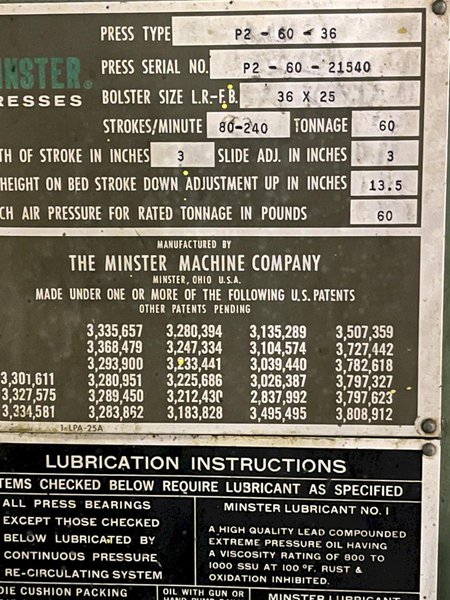 PRESS TYPE P2 - 60 - 36
MINSTER®
PRESSES
PRESS SERIAL NO. P2 - 60 - 21540
BOLSTER SIZE L.R.-F.B. 36 X 25
STROKES/MINUTE 80-240 TONNAGE 60
TH OF STROKE IN INCHES 3 SLIDE ADJ. IN INCHES 3
HEIGHT ON BED STROKE DOWN ADJUSTMENT UP IN INCHES 13.5
CH AIR PRESSURE FOR RATED TONNAGE IN POUNDS 60
MANUFACTURED BY
THE MINSTER MACHINE COMPANY
MINSTER, OHIO U.S.A.
MADE UNDER ONE OR MORE OF THE FOLLOWING U.S. PATENTS
OTHER PATENTS PENDING
3,335,657 3,280,394 3,135,289 3,507,359
3,368,479 3,247,334 3,104,574 3,727,442
3,293,900 3,233,441 3,039,440 3,782,618
3,301,611 3,280,951 3,225,686 3,026,387 3,797,327
3,327,575 3,289,450 3,212,430 2,837,992 3,797,623
3,334,581 3,283,862 3,183,828 3,495,495 3,808,912
1-LPA-25A
LUBRICATION INSTRUCTIONS
TEMS CHECKED BELOW REQUIRE LUBRICANT AS SPECIFIED
ALL PRESS BEARINGS
EXCEPT THOSE CHECKED
BELOW LUBRICATED BY
CONTINUOUS PRESSURE
RE-CIRCULATING SYSTEM
MINSTER LUBRICANT NO. 1
A HIGH QUALITY LEAD COMPOUNDED
EXTREME PRESSURE OIL HAVING
A VISCOSITY RATING OF 800 TO
1000 SSU AT 100°F. RUST &
OXIDATION INHIBITED.
DIE CUSHION PACKING
OIL WITH GUN OR
MINSTER LUBRICANT